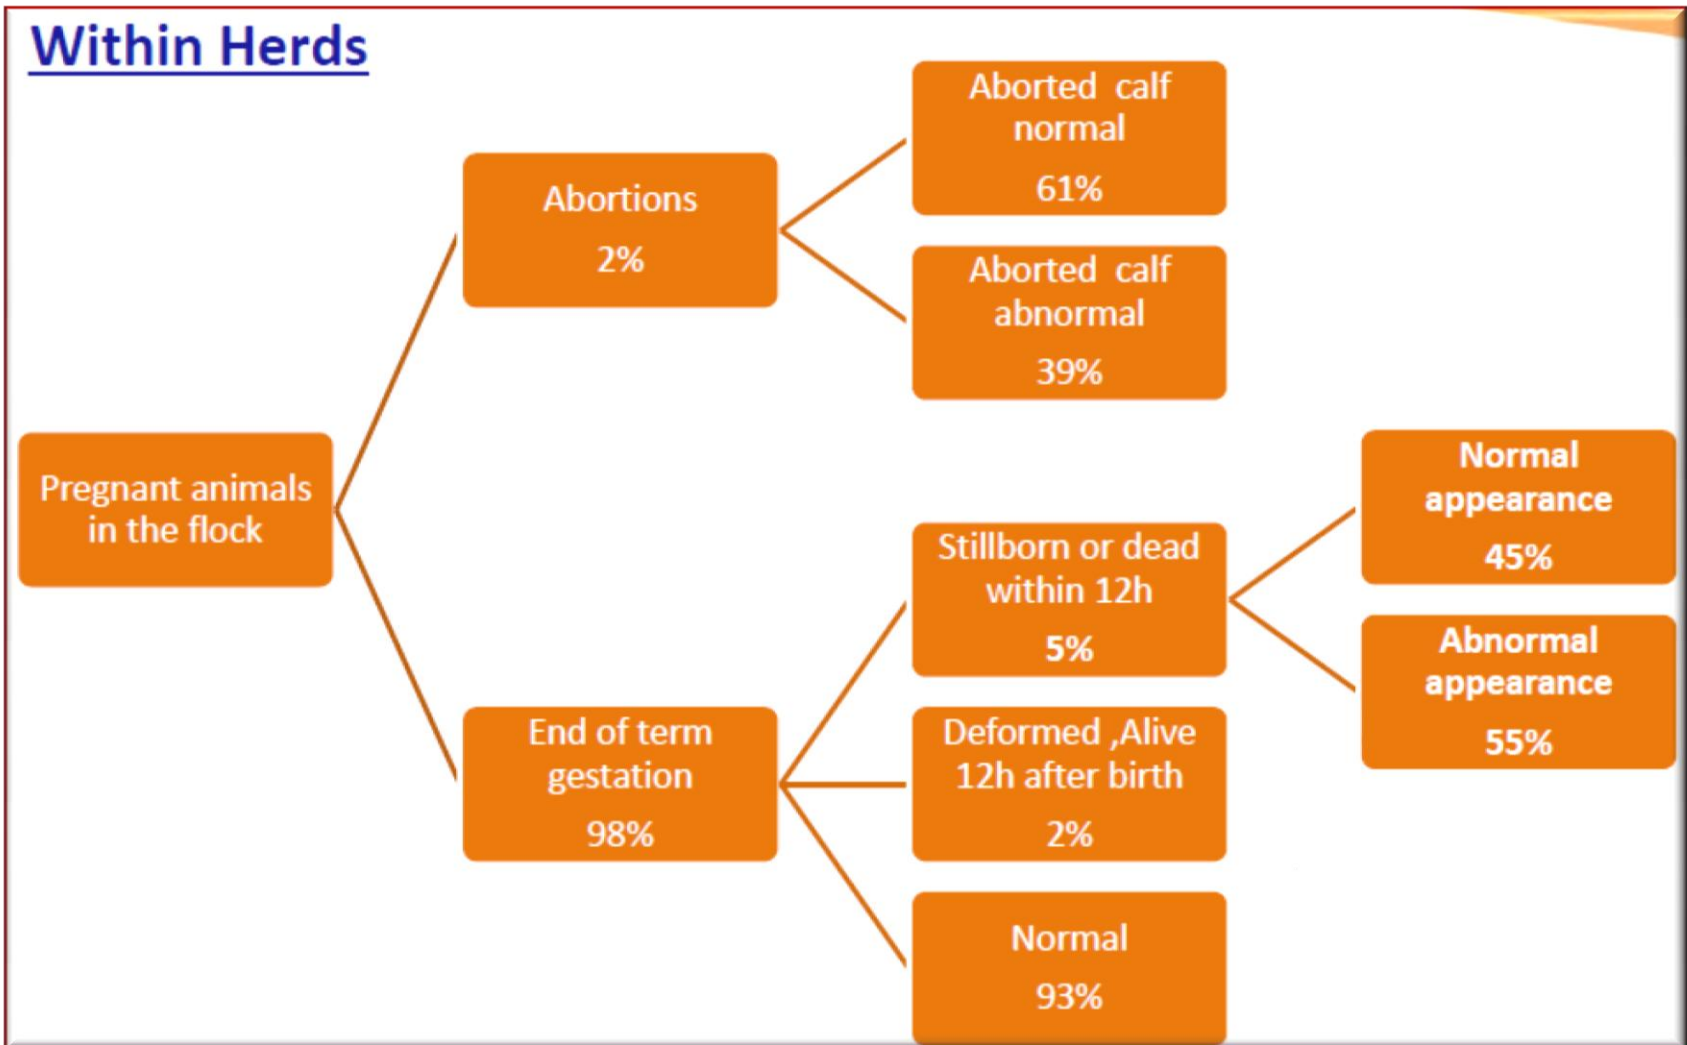 Within Herds
Aborted calf
normal
61%
Abortions
2%
Aborted calf
abnormal
39%
Pregnant animals
in the flock
Normal
appearance
45%
Stillborn or dead
within 12h
5%
Abnormal
appearance
55%
End of term
gestation
98%
Deformed ,Alive
12h after birth
2%
Normal
93%